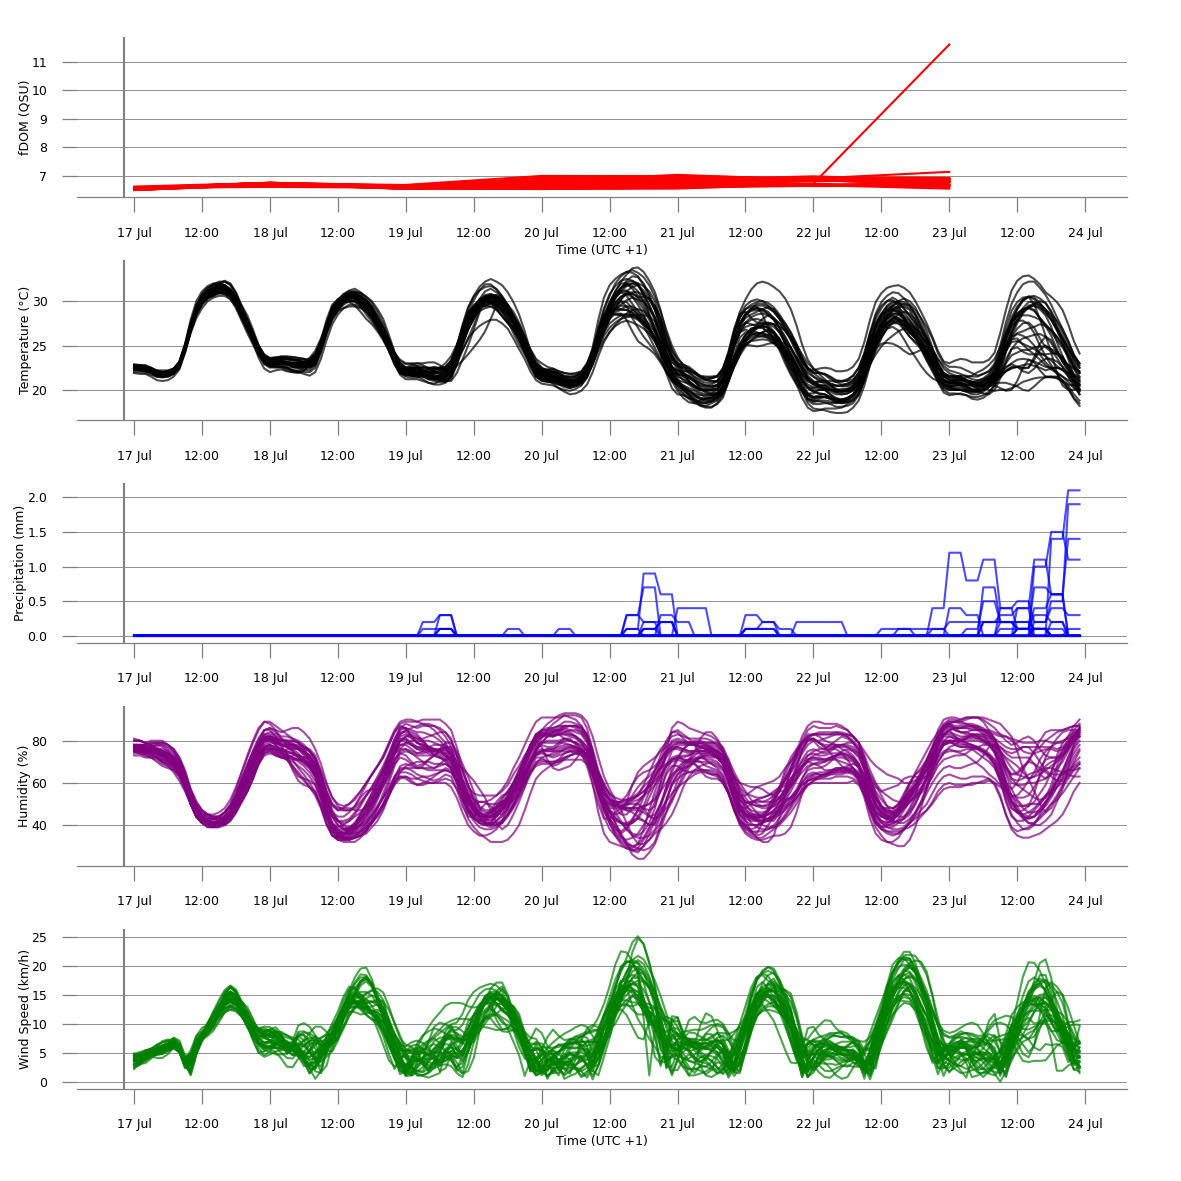 fDOM (QSU)
11
10
9
8
7
17 Jul 12:00 18 Jul 12:00 19 Jul 12:00 20 Jul 12:00 21 Jul 12:00 22 Jul 12:00 23 Jul 12:00 24 Jul
Time (UTC +1)
Temperature (°C)
30
25
20
17 Jul 12:00 18 Jul 12:00 19 Jul 12:00 20 Jul 12:00 21 Jul 12:00 22 Jul 12:00 23 Jul 12:00 24 Jul
Precipitation (mm)
2.0
1.5
1.0
0.5
0.0
17 Jul 12:00 18 Jul 12:00 19 Jul 12:00 20 Jul 12:00 21 Jul 12:00 22 Jul 12:00 23 Jul 12:00 24 Jul
Humidity (%)
80
60
40
17 Jul 12:00 18 Jul 12:00 19 Jul 12:00 20 Jul 12:00 21 Jul 12:00 22 Jul 12:00 23 Jul 12:00 24 Jul
Wind Speed (km/h)
25
20
15
10
5
0
17 Jul 12:00 18 Jul 12:00 19 Jul 12:00 20 Jul 12:00 21 Jul 12:00 22 Jul 12:00 23 Jul 12:00 24 Jul
Time (UTC +1)